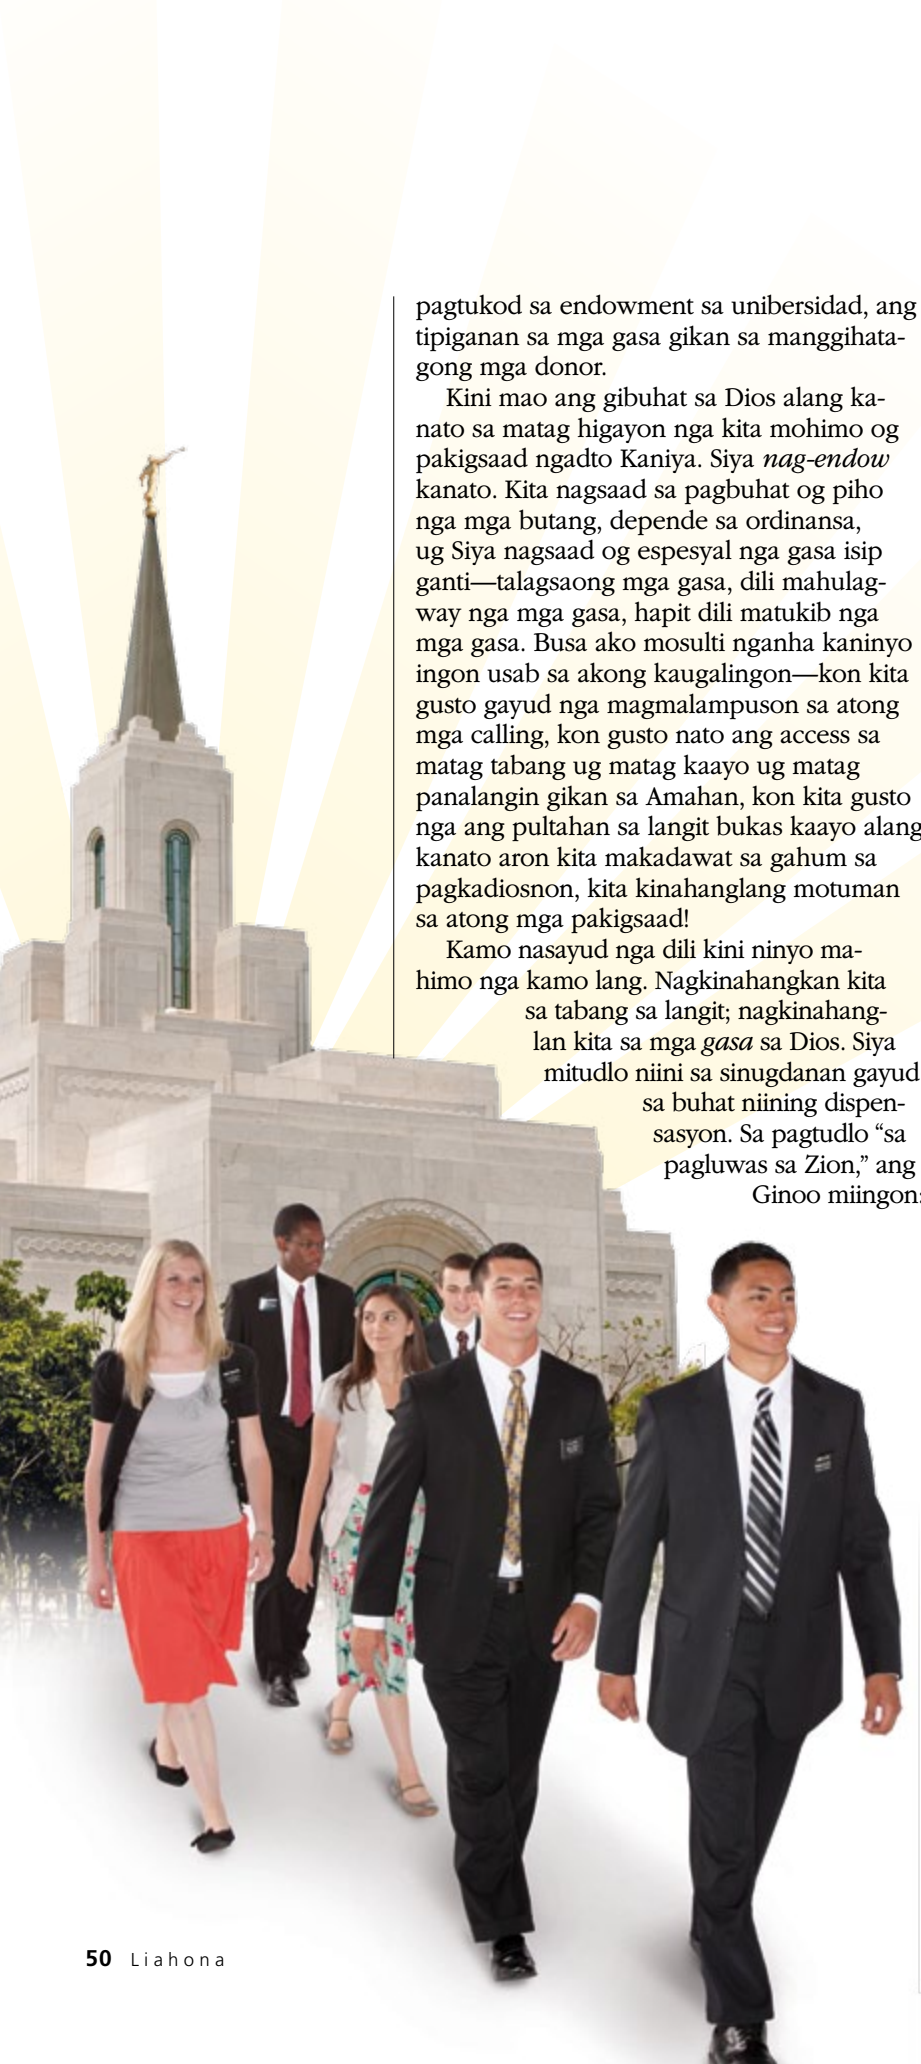 pagtukod sa endowment sa unibersidad, ang
tipiganan sa mga gasa gikan sa manggihata-
gong mga donor.
Kini mao ang gibuhat sa Dios alang ka-
nato sa matag higayon nga kita mohimo og
pakigsaad ngadto Kaniya. Siya nag-endow
kanato. Kita nagsaad sa pagbuhat og piho
nga mga butang, depende sa ordinansa,
ug Siya nagsaad og espesyal nga gasa isip
ganti—talagsaong mga gasa, dili mahulag-
way nga mga gasa, hapit dili matukib nga
mga gasa. Busa ako mosulti nganha kaninyo
ingon usab sa akong kaugalingon—kon kita
gusto gayud nga magmalampuson sa atong
mga calling, kon gusto nato ang access sa
matag tabang ug matag kaayo ug matag
panalangin gikan sa Amahan, kon kita gusto
nga ang pultahan sa langit bukas kaayo alang
kanato aron kita makadawat sa gahum sa
pagkadiosnon, kita kinahanglang motuman
sa atong mga pakigsaad!
Kamo nasayud nga dili kini ninyo ma-
himo nga kamo lang. Nagkinahangkan kita
sa tabang sa langit; nagkinahang-
lan kita sa mga gasa sa Dios. Siya
mitudlo niini sa sinugdanan gayud
sa buhat niining dispen-
sasyon. Sa pagtudlo “sa
pagluwas sa Zion,” ang
Ginoo miingon:
50 Liahona